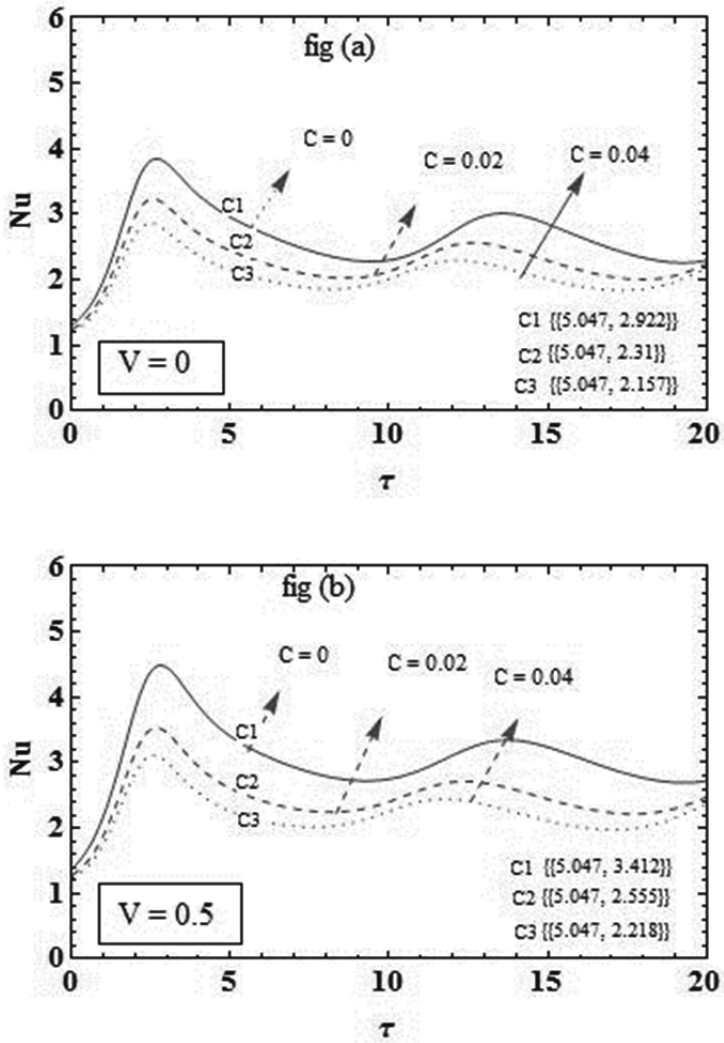 fig (a)
6
5
4
3
2
1
0
Nu
C = 0
C = 0.02
C = 0.04
C1
C2
C3
C1 {{5.047, 2.922}}
C2 {{5.047, 2.31}}
C3 {{5.047, 2.157}}
V = 0
0 5 10 15 20
τ
fig (b)
6
5
4
3
2
1
0
Nu
C = 0
C = 0.02
C = 0.04
C1
C2
C3
C1 {{5.047, 3.412}}
C2 {{5.047, 2.555}}
C3 {{5.047, 2.218}}
V = 0.5
0 5 10 15 20
τ